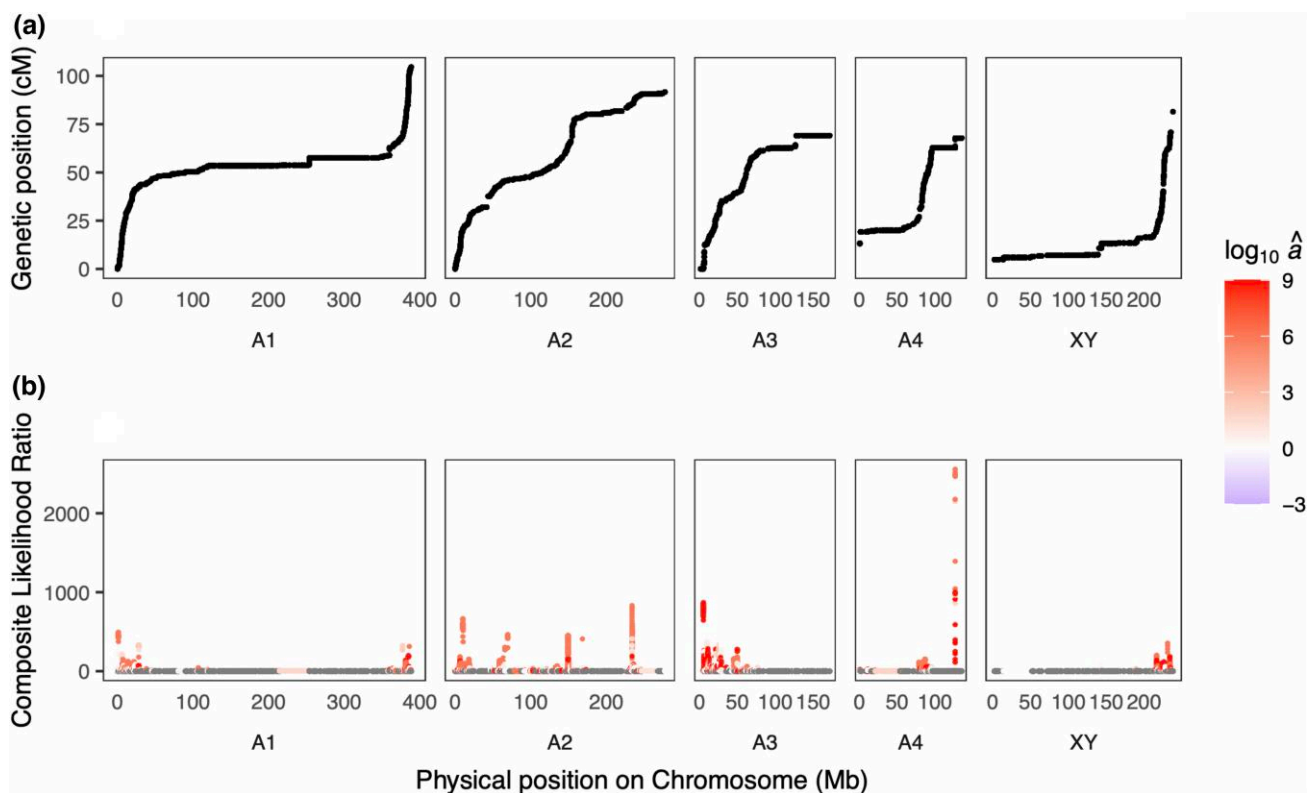 (a)
Genetic position (cM)
100
75
50
25
0
0 100 200 300 400
0 100 200
0 50 100 150
0 50 100
0 50 100 150 200
A1 A2 A3 A4 XY
log10 â
9
6
3
0
−3
(b)
Composite Likelihood Ratio
2000
1000
0
0 100 200 300 400
0 100 200
0 50 100 150
0 50 100
0 50 100 150 200
A1 A2 A3 A4 XY
Physical position on Chromosome (Mb)